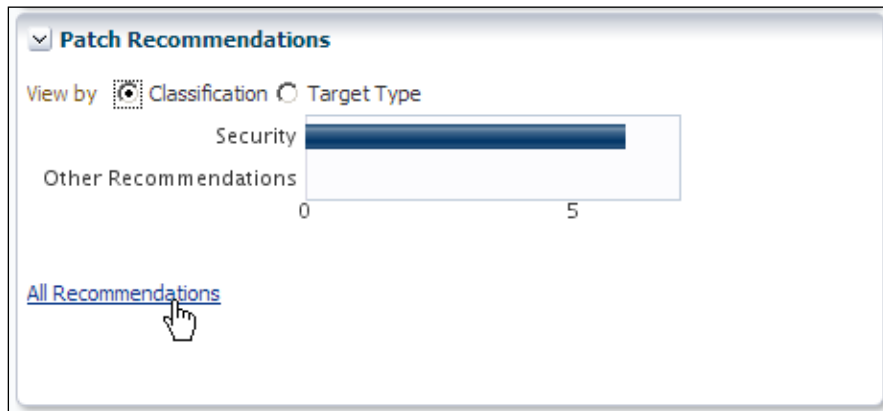 Patch Recommendations
View by Classification Target Type
Security
Other Recommendations
0 5
All Recommendations